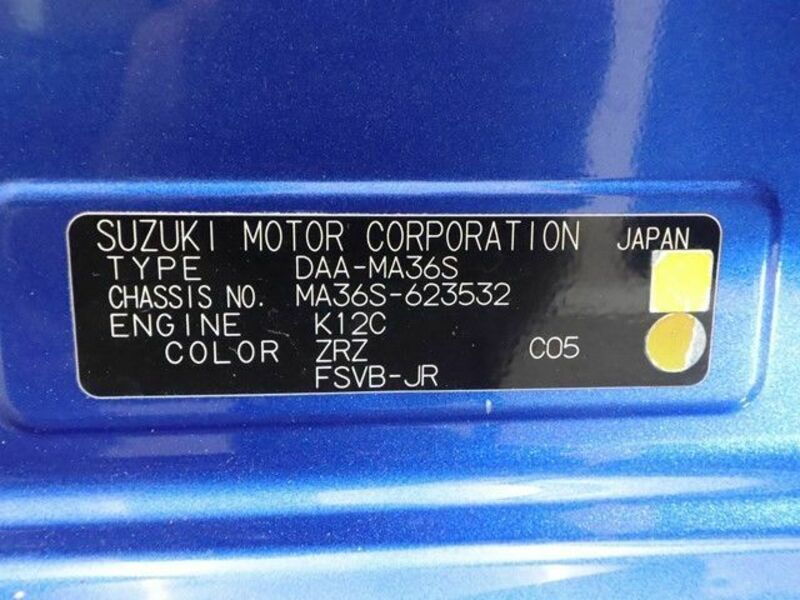 SUZUKI MOTOR CORPORATION JAPAN
TYPE DAA-MA36S
CHASSIS NO. MA36S-623532
ENGINE K12C
COLOR ZRZ C05
FSVB-JR